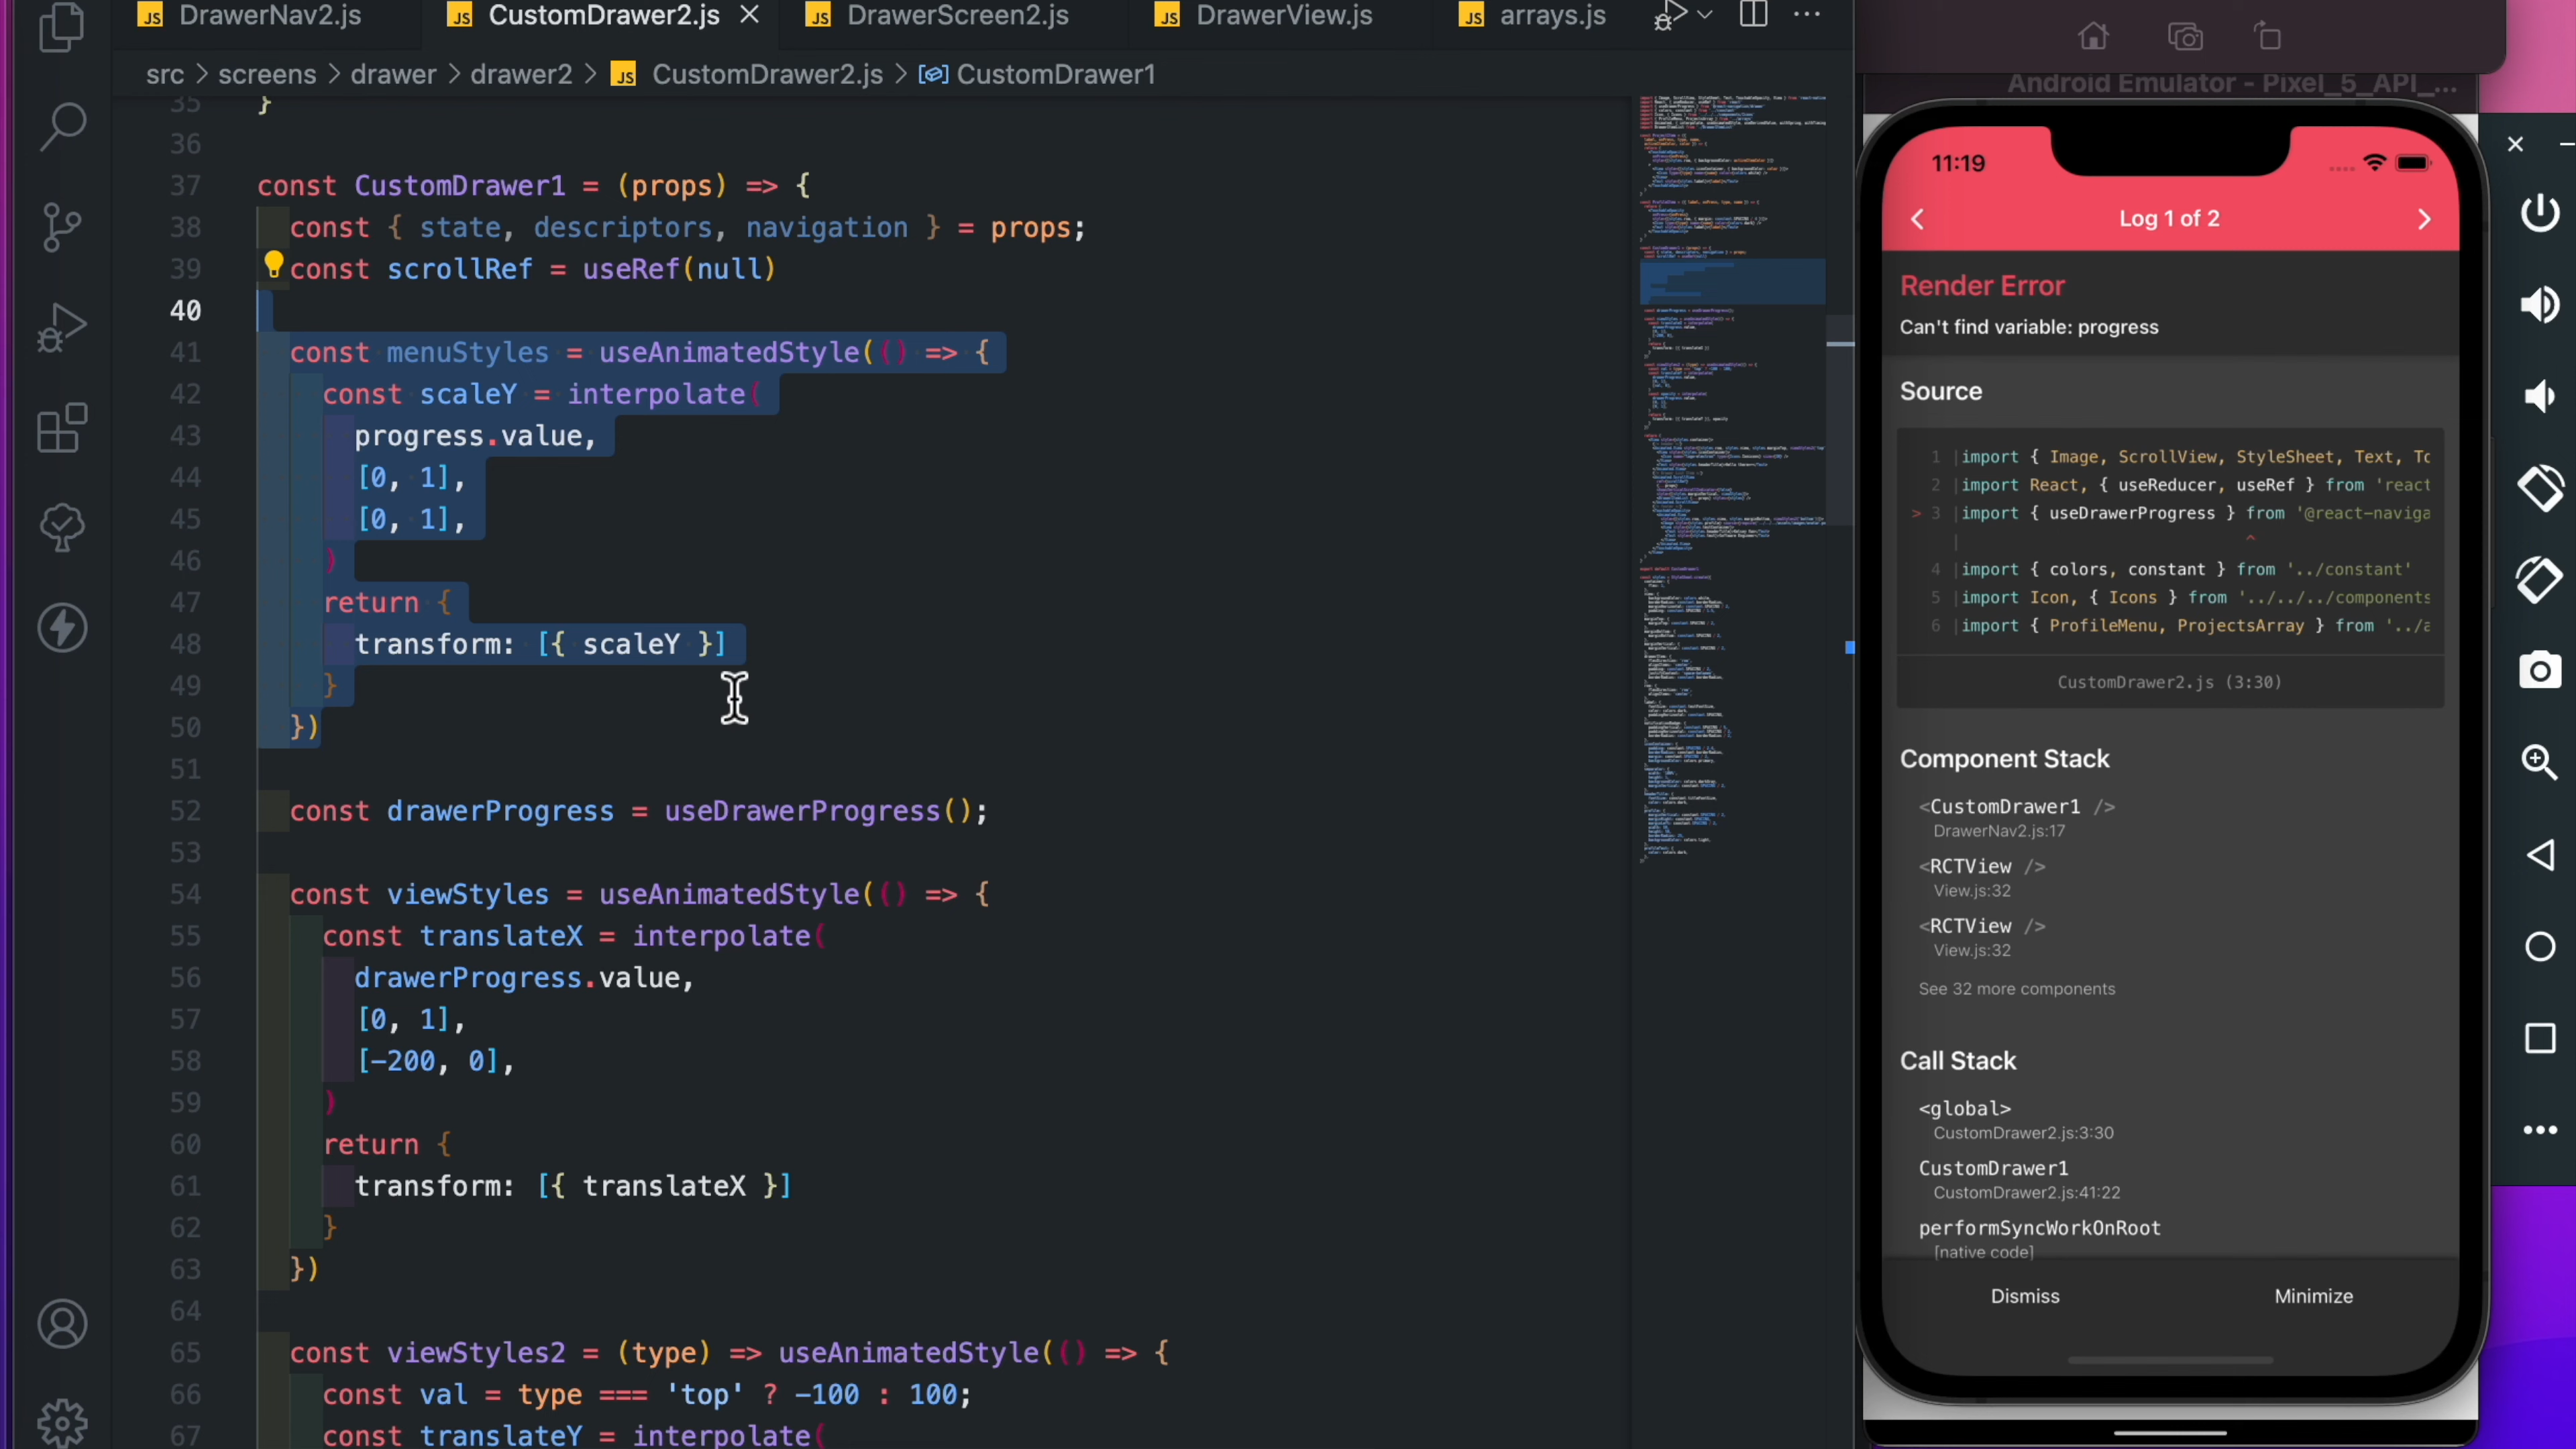 DrawerNav2.js
CustomDrawer2.js
DrawerScreen2.js
DrawerView.js
arrays.js
src > screens > drawer > drawer2 > JS CustomDrawer2.js > CustomDrawer1
35 }
36
37 const CustomDrawer1 = (props) => {
38 const { state, descriptors, navigation } = props;
39 const scrollRef = useRef(null)
40
41 const menuStyles = useAnimatedStyle(() => {
42 const scaleY = interpolate(
43 progress.value,
44 [0, 1],
45 [0, 1],
46 )
47 return {
48 transform: [{ scaleY }]
49 }
50 })
51
52 const drawerProgress = useDrawerProgress();
53
54 const viewStyles = useAnimatedStyle(() => {
55 const translateX = interpolate(
56 drawerProgress.value,
57 [0, 1],
58 [-200, 0],
59 )
60 return {
61 transform: [{ translateX }]
62 }
63 })
64
65 const viewStyles2 = (type) => useAnimatedStyle(() => {
66 const val = type === 'top' ? -100 : 100;
67 const translateY = interpolate(
Android Emulator - Pixel_5_API_...
11:19
Log 1 of 2
Render Error
Can't find variable: progress
Source
1 | import { Image, ScrollView, StyleSheet, Text, To
2 | import React, { useReducer, useRef } from 'react
> 3 | import { useDrawerProgress } from '@react-naviga
| ^
4 | import { colors, constant } from '../constant'
5 | import Icon, { Icons } from '../../../components
6 | import { ProfileMenu, ProjectsArray } from '../a
CustomDrawer2.js (3:30)
Component Stack
<CustomDrawer1 />
DrawerNav2.js:17
<RCTView />
View.js:32
<RCTView />
View.js:32
See 32 more components
Call Stack
<global>
CustomDrawer2.js:3:30
CustomDrawer1
CustomDrawer2.js:41:22
performSyncWorkOnRoot
[native code]
Dismiss
Minimize